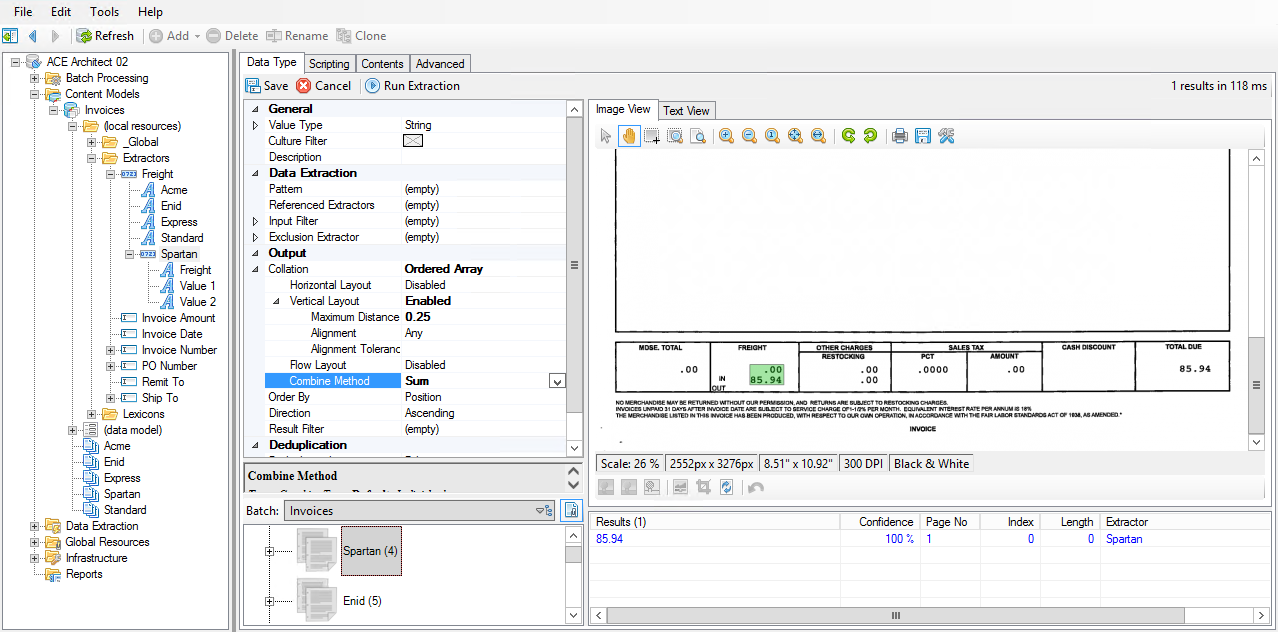 File Edit Tools Help
Refresh Add Delete Rename Clone
ACE Architect 02
Batch Processing
Content Models
Invoices
(local resources)
_Global
Extractors
Freight
Acme
Enid
Express
Standard
Spartan
Freight
Value 1
Value 2
Invoice Amount
Invoice Date
Invoice Number
PO Number
Remit To
Ship To
Lexicons
(data model)
Acme
Enid
Express
Spartan
Standard
Data Extraction
Global Resources
Infrastructure
Reports
Data Type Scripting Contents Advanced
Save Cancel Run Extraction 1 results in 118 ms
General
Value Type String
Culture Filter
Description
Data Extraction
Pattern (empty)
Referenced Extractors (empty)
Input Filter (empty)
Exclusion Extractor (empty)
Output
Collation Ordered Array
Horizontal Layout Disabled
Vertical Layout Enabled
Maximum Distance 0.25
Alignment Any
Alignment Toleranc
Flow Layout Disabled
Combine Method Sum
Order By Position
Direction Ascending
Result Filter (empty)
Deduplication
Combine Method
Batch: Invoices
Spartan (4)
Enid (5)
Image View Text View
MDSE. TOTAL FREIGHT OTHER CHARGES SALES TAX CASH DISCOUNT TOTAL DUE
RESTOCKING PCT AMOUNT
.00 .00 .00 .0000 .00 85.94
IN
OUT 85.94 .00
NO MERCHANDISE MAY BE RETURNED WITHOUT OUR PERMISSION, AND RETURNS ARE SUBJECT TO RESTOCKING CHARGES.
INVOICES UNPAID 31 DAYS AFTER INVOICE DATE ARE SUBJECT TO SERVICE CHARGE OF1-1/2% PER MONTH. EQUIVALENT INTEREST RATE PER ANNUM IS 18%
THE MERCHANDISE LISTED IN THIS INVOICE HAS BEEN PRODUCED, WITH RESPECT TO OUR OWN OPERATION, IN ACCORDANCE WITH THE FAIR LABOR STANDARDS ACT OF 1938, AS AMENDED."
INVOICE
Scale: 26 % 2552px x 3276px 8.51" x 10.92" 300 DPI Black & White
Results (1) Confidence Page No Index Length Extractor
85.94 100 % 1 0 0 Spartan